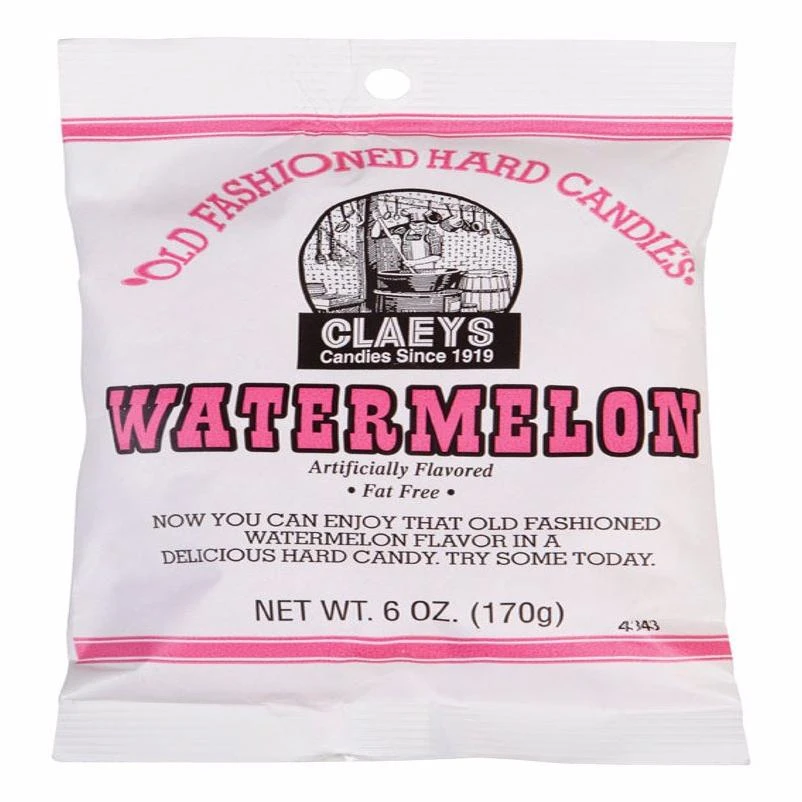 "OLD FASHIONED HARD CANDIES"
CLAEYS
Candies Since 1919
WATERMELON
Artificially Flavored
• Fat Free •
NOW YOU CAN ENJOY THAT OLD FASHIONED
WATERMELON FLAVOR IN A
DELICIOUS HARD CANDY. TRY SOME TODAY.
NET WT. 6 OZ. (170g)
4343